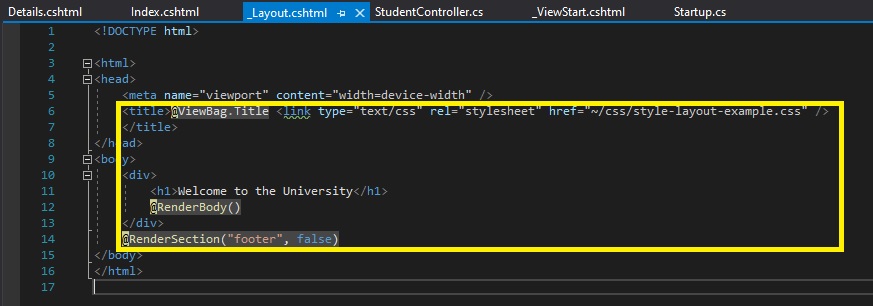 Details.cshtml Index.cshtml _Layout.cshtml StudentController.cs _ViewStart.cshtml Startup.cs
1 <!DOCTYPE html>
2
3 <html>
4 <head>
5 <meta name="viewport" content="width=device-width" />
6 <title>@ViewBag.Title <link type="text/css" rel="stylesheet" href="~/css/style-layout-example.css" />
7 </title>
8 </head>
9 <body>
10 <div>
11 <h1>Welcome to the University</h1>
12 @RenderBody()
13 </div>
14 @RenderSection("footer", false)
15 </body>
16 </html>
17